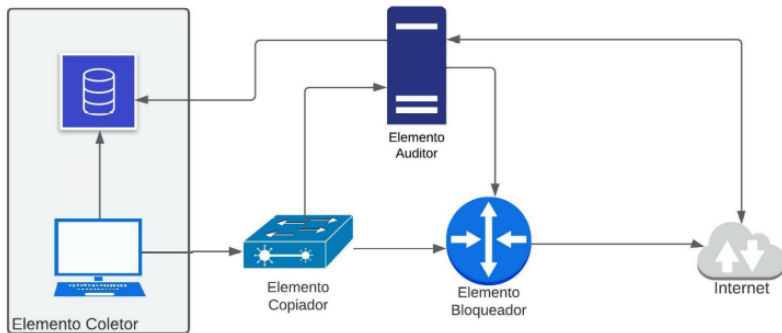 Elemento
Auditor
Elemento
Copiador
Elemento
Bloqueador
Internet
Elemento Coletor